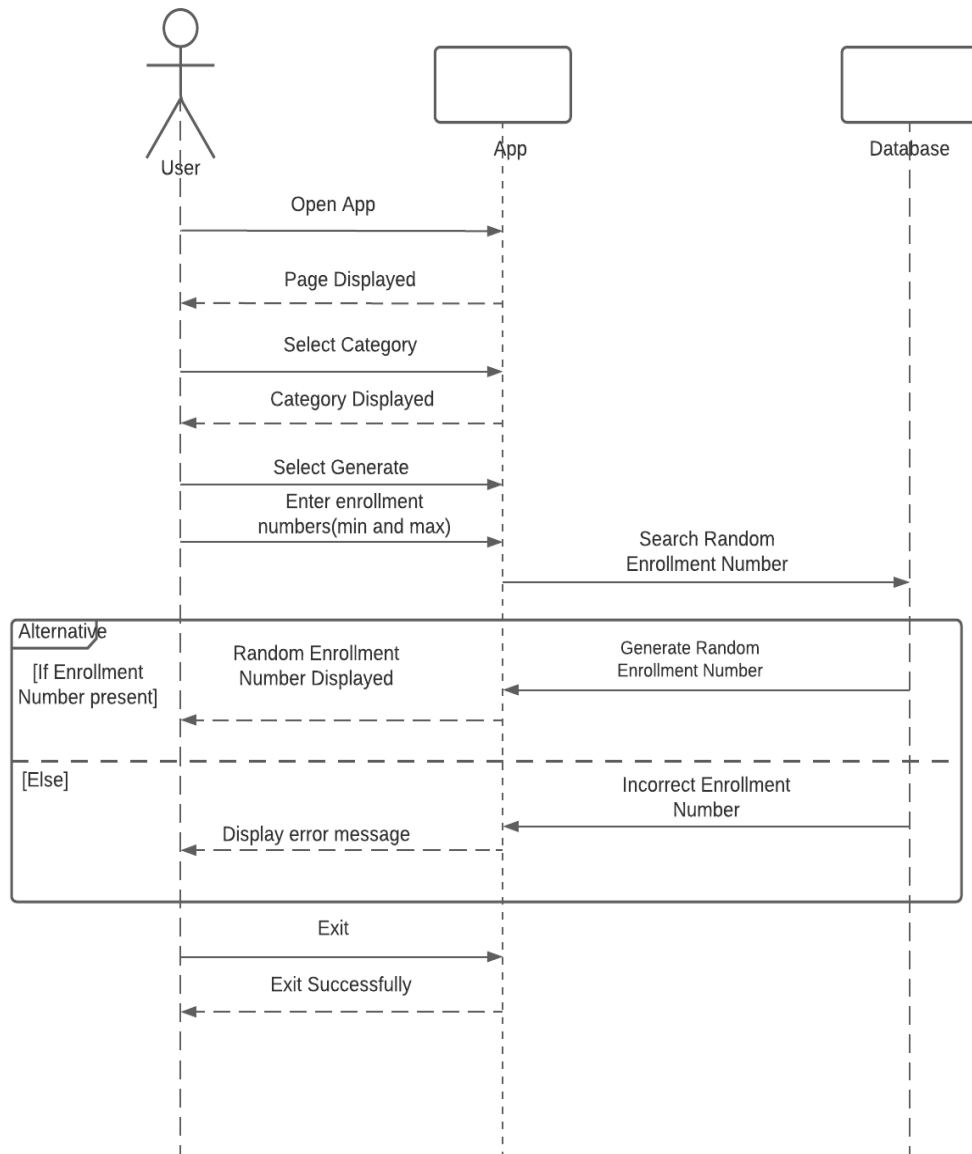 User
App
Database
Open App
Page Displayed
Select Category
Category Displayed
Select Generate
Enter enrollment
numbers(min and max)
Search Random
Enrollment Number
Alternative
[If Enrollment
Number present]
Random Enrollment
Number Displayed
Generate Random
Enrollment Number
[Else]
Incorrect Enrollment
Number
Display error message
Exit
Exit Successfully